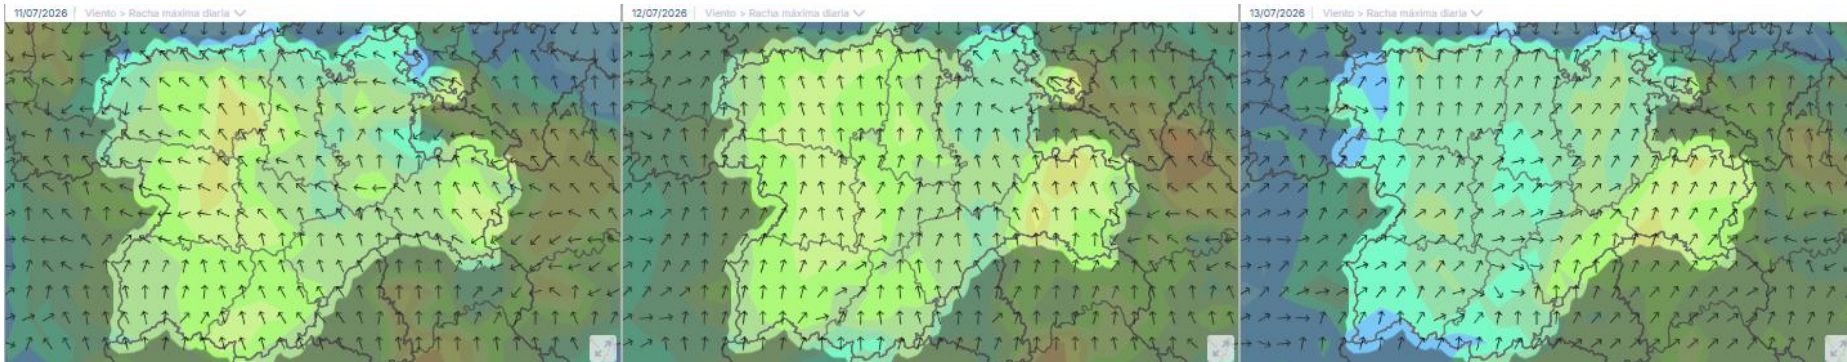 11/07/2026 | Viento > Racha máxima diaria
12/07/2026 | Viento > Racha máxima diaria
13/07/2026 | Viento > Racha máxima diaria